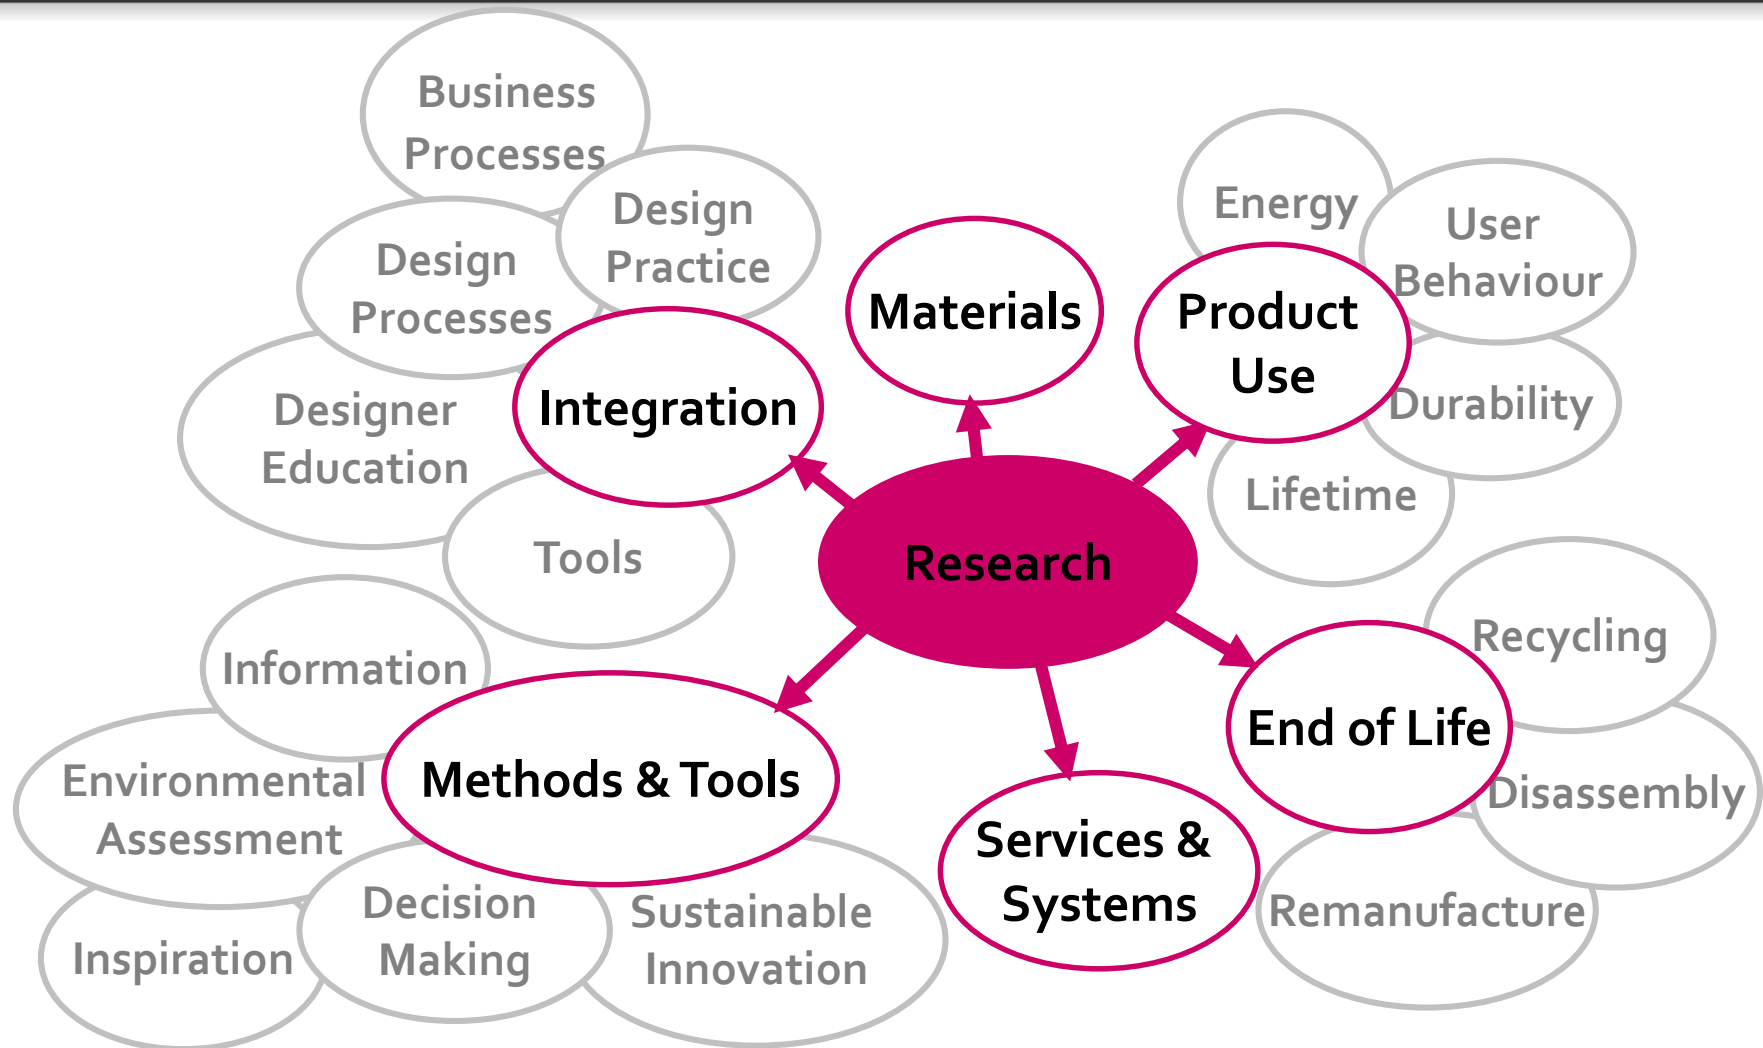 Business
Processes
Design
Practice
Design
Processes
Designer
Education
Integration
Tools
Materials
Energy
User
Behaviour
Product
Use
Durability
Lifetime
Research
Information
Environmental
Assessment
Methods & Tools
Inspiration
Decision
Making
Sustainable
Innovation
Services &
Systems
Recycling
End of Life
Disassembly
Remanufacture